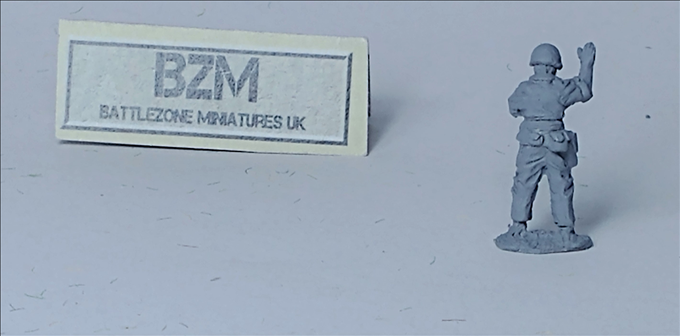 BZM
BATTLEZONE MINIATURES UK